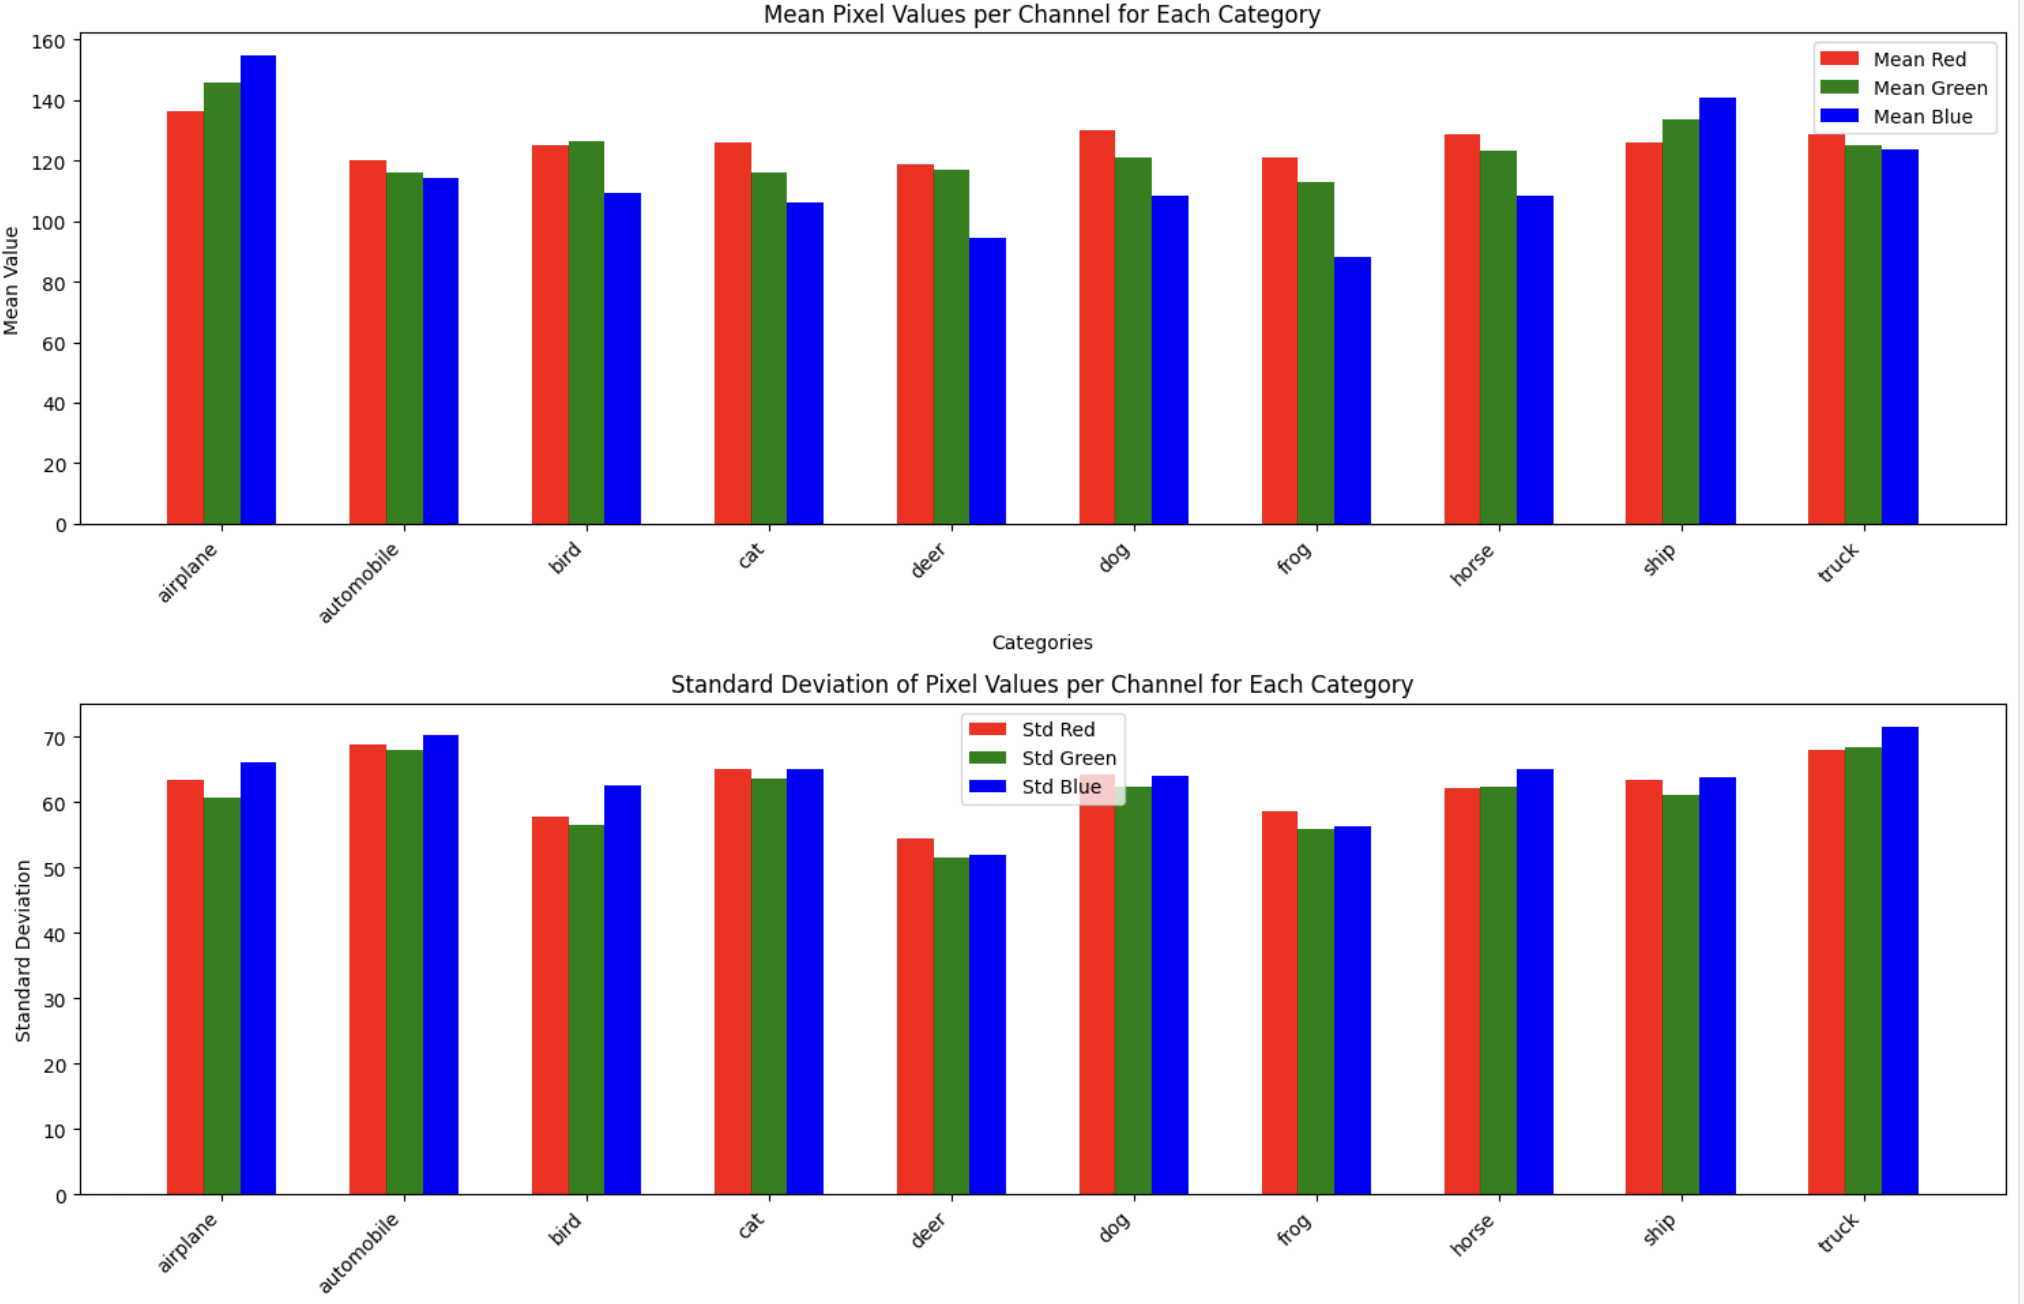 Mean Pixel Values per Channel for Each Category
160
140
120
100
80
60
40
20
0
Mean Value
Mean Red
Mean Green
Mean Blue
airplane
automobile
bird
cat
deer
dog
frog
horse
ship
truck
Categories
Standard Deviation of Pixel Values per Channel for Each Category
70
60
50
40
30
20
10
0
Standard Deviation
Std Red
Std Green
Std Blue
airplane
automobile
bird
cat
deer
dog
frog
horse
ship
truck